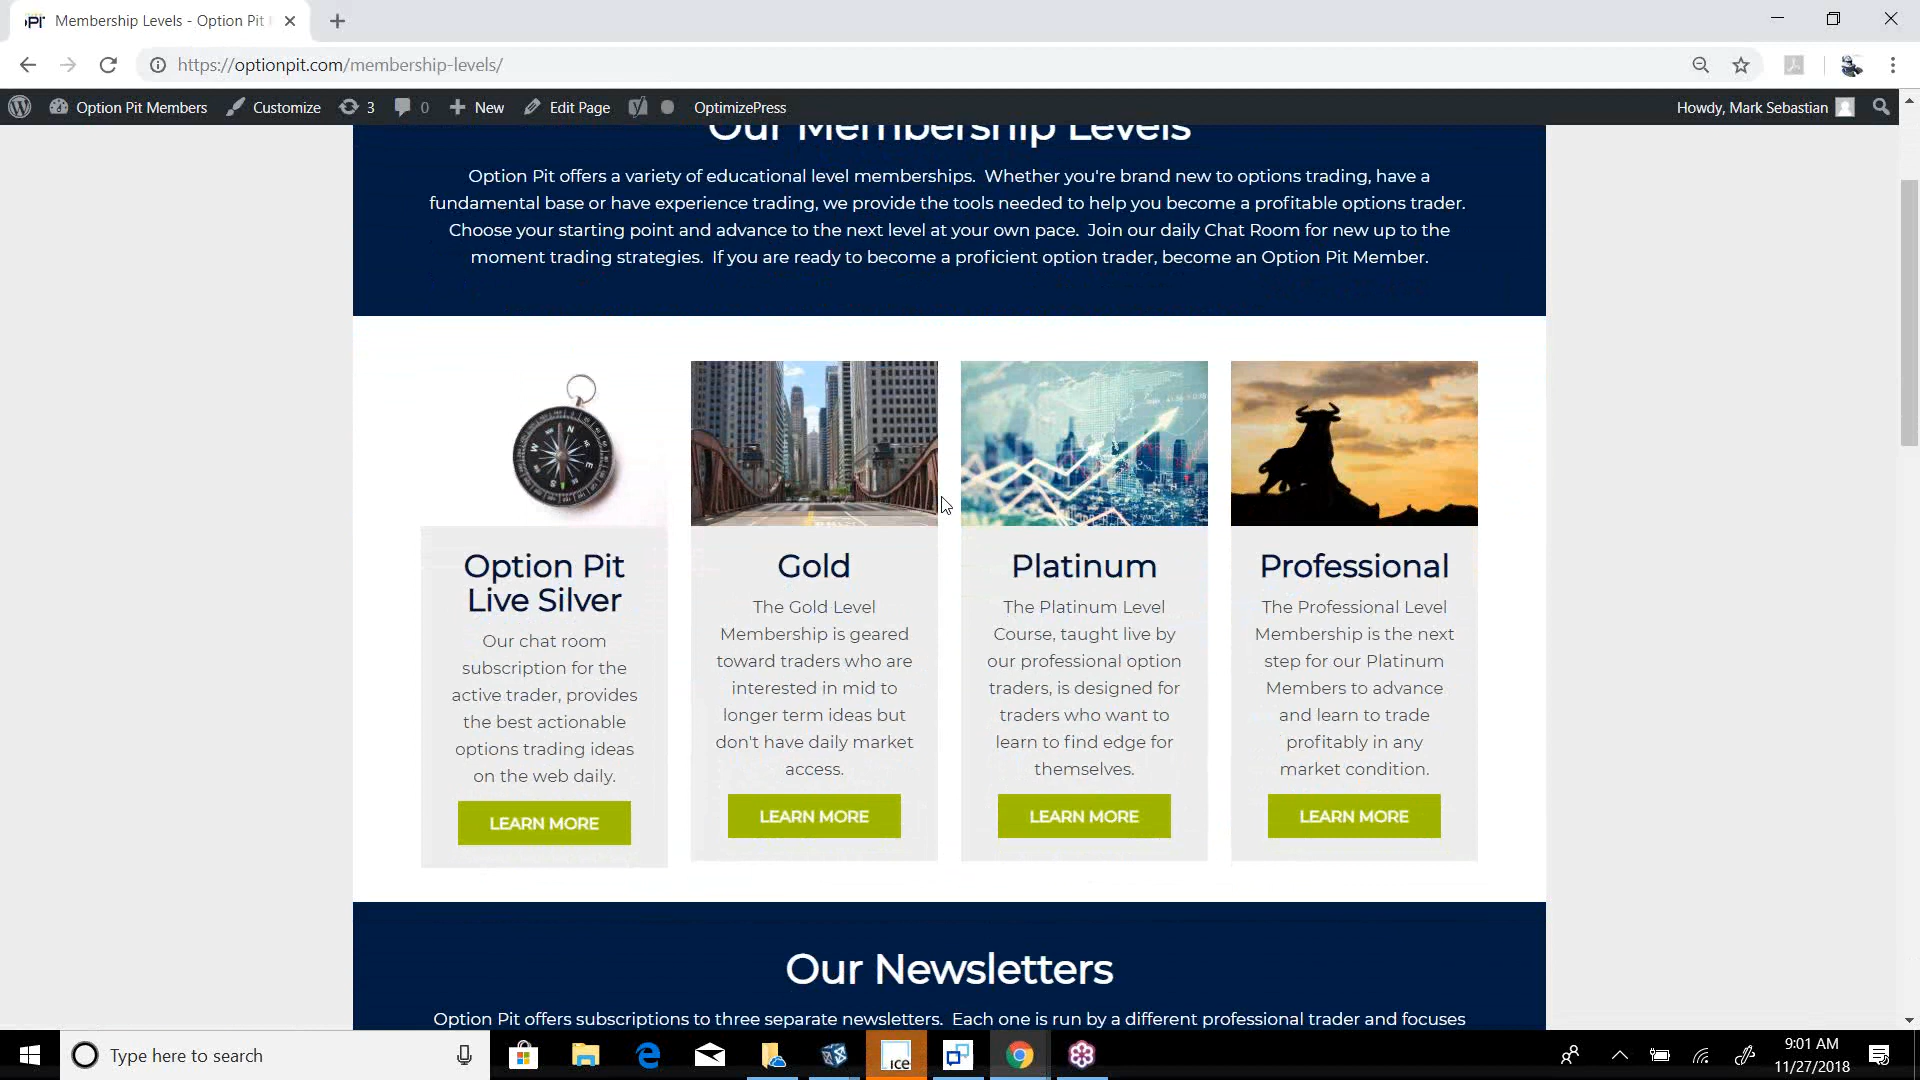 Membership Levels - Option Pit
https://optionpit.com/membership-levels/
Option Pit Members Customize 3 0 New Edit Page OptimizePress Howdy, Mark Sebastian
Our Membership Levels
Option Pit offers a variety of educational level memberships. Whether you're brand new to options trading, have a
fundamental base or have experience trading, we provide the tools needed to help you become a profitable options trader.
Choose your starting point and advance to the next level at your own pace. Join our daily Chat Room for new up to the
moment trading strategies. If you are ready to become a proficient option trader, become an Option Pit Member.
Option Pit
Live Silver
Our chat room
subscription for the
active trader, provides
the best actionable
options trading ideas
on the web daily.
LEARN MORE
Gold
The Gold Level
Membership is geared
toward traders who are
interested in mid to
longer term ideas but
don't have daily market
access.
LEARN MORE
Platinum
The Platinum Level
Course, taught live by
our professional option
traders, is designed for
traders who want to
learn to find edge for
themselves.
LEARN MORE
Professional
The Professional Level
Membership is the next
step for our Platinum
Members to advance
and learn to trade
profitably in any
market condition.
LEARN MORE
Our Newsletters
Option Pit offers subscriptions to three separate newsletters. Each one is run by a different professional trader and focuses
Type here to search
ice
9:01 AM
11/27/2018